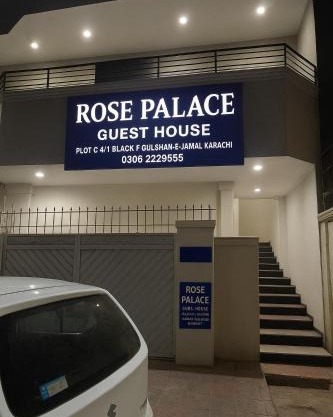 ROSE PALACE
GUEST HOUSE
PLOT C 4/1 BLACK F GULSHAN-E-JAMAL KARACHI
0306 2229555
ROSE
PALACE